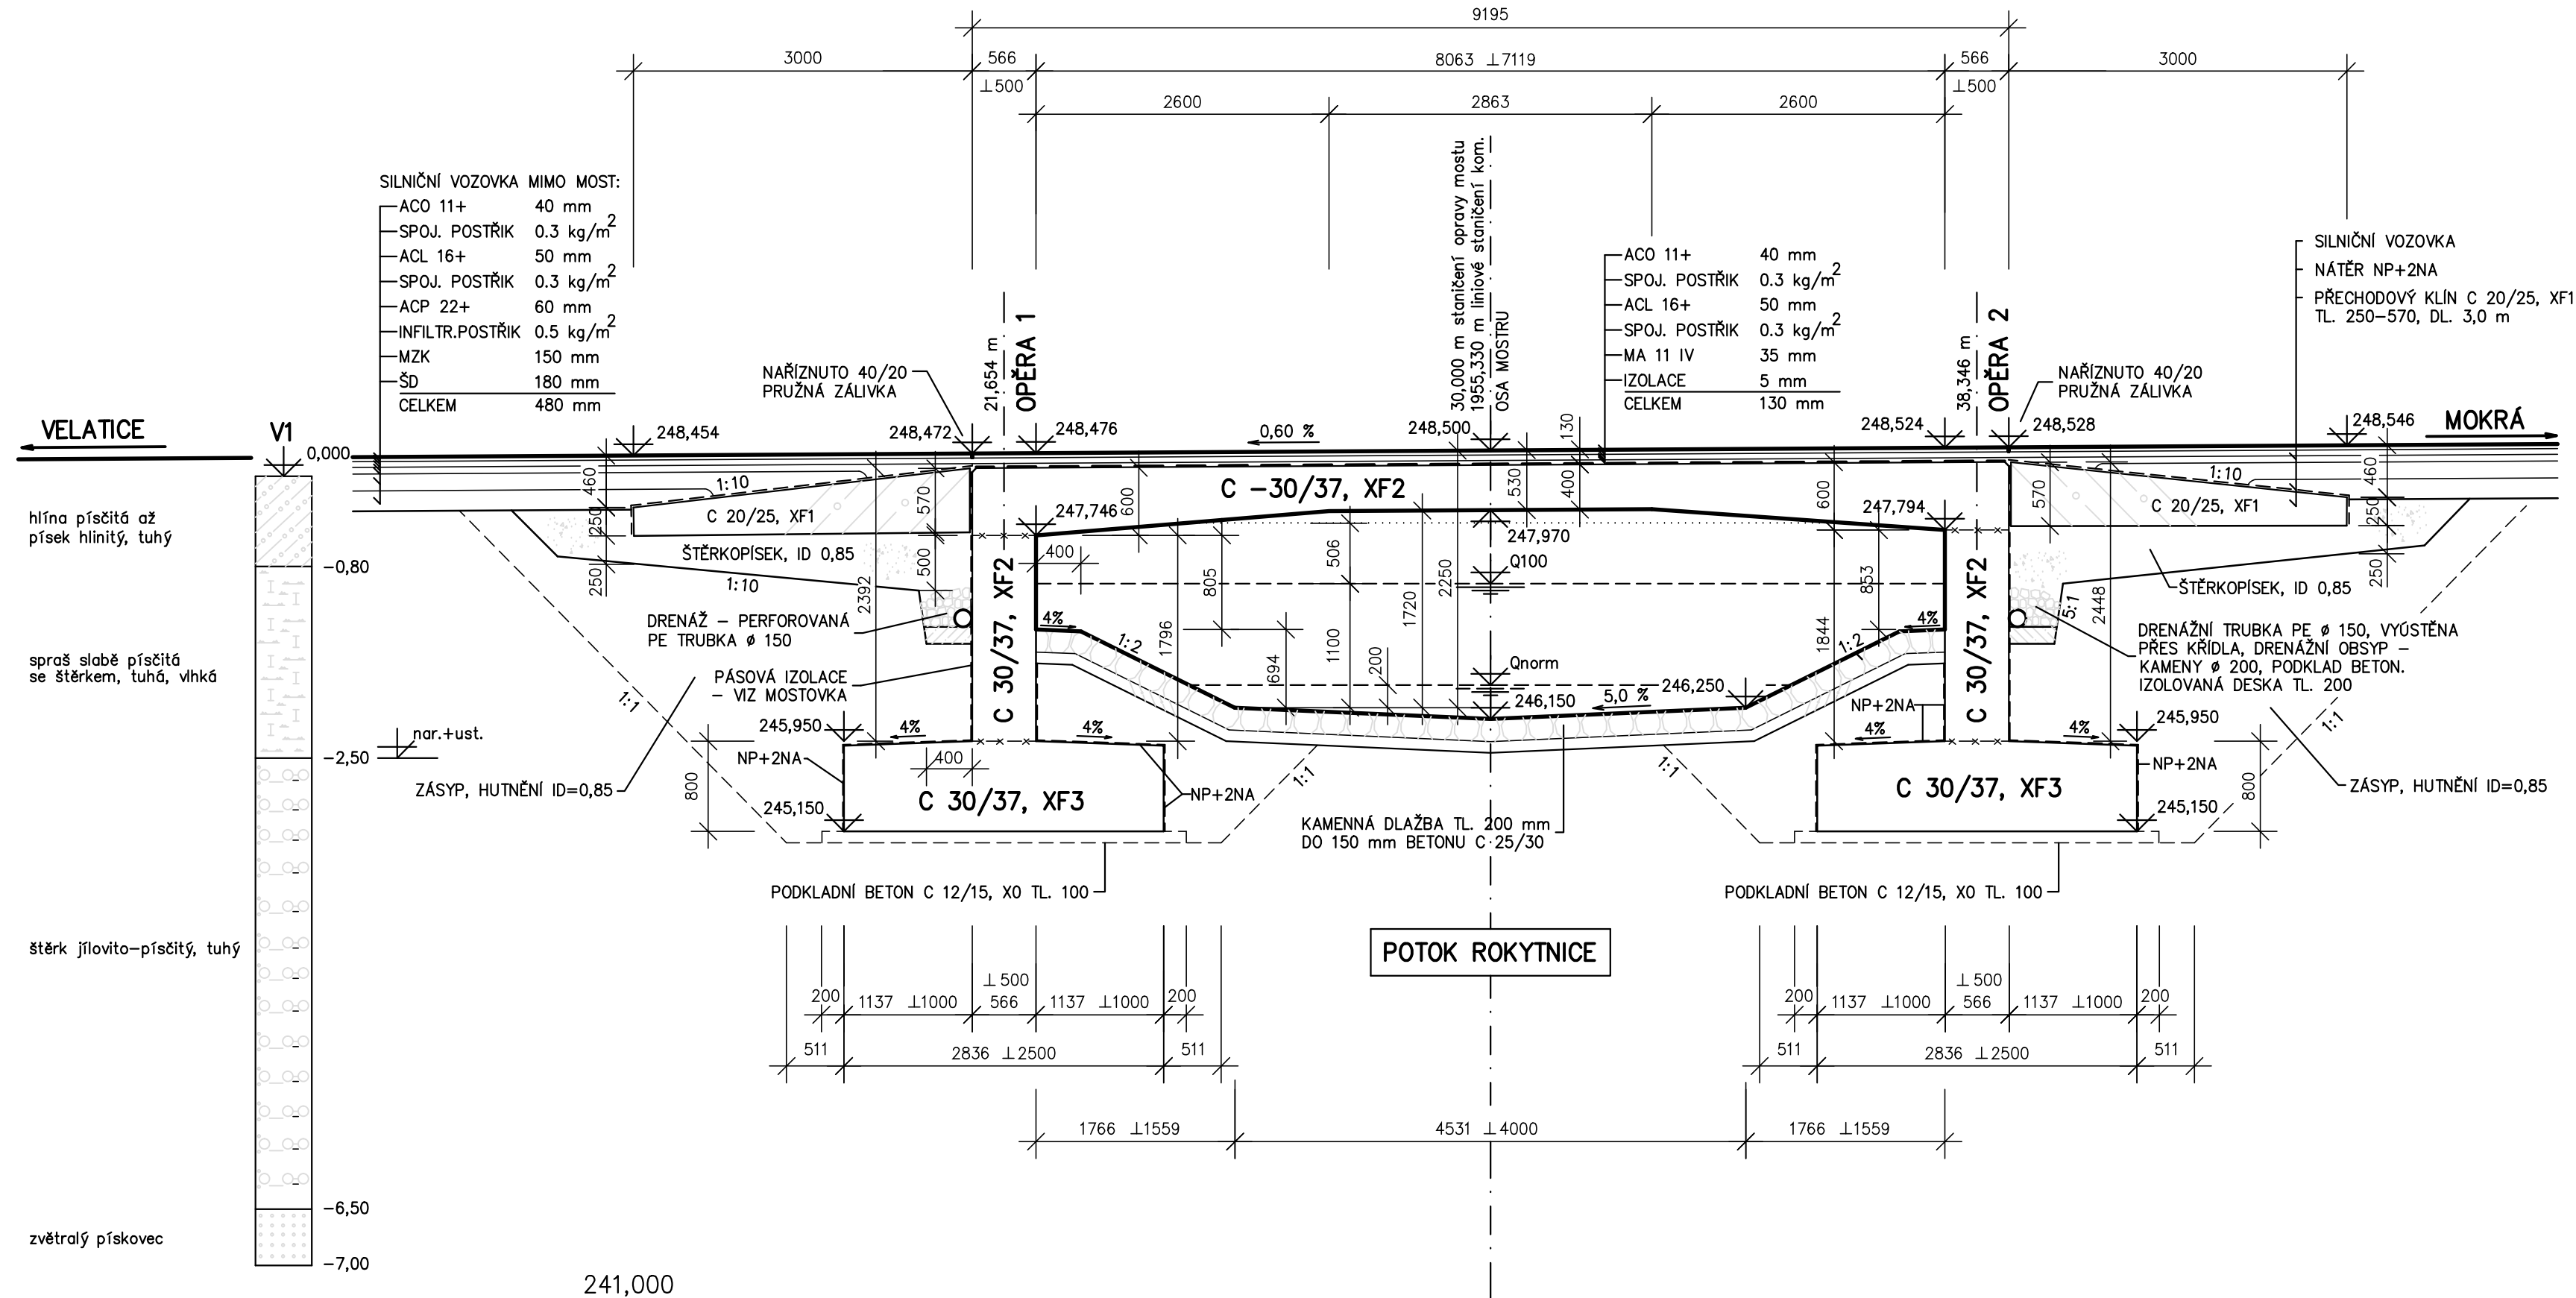 9195
3000
566
8063 ⊥7119
566
3000
⊥500
⊥500
2600
2863
2600
SILNIČNÍ VOZOVKA MIMO MOST:
ACO 11+ 40 mm
SPOJ. POSTŘIK 0.3 kg/m2
ACL 16+ 50 mm
SPOJ. POSTŘIK 0.3 kg/m2
ACP 22+ 60 mm
INFILTR.POSTŘIK 0.5 kg/m2
MZK 150 mm
ŠD 180 mm
CELKEM 480 mm
30,000 m staničení opravy mostu
1955,330 m liniové staničení kom.
OSA MOSTRU
ACO 11+ 40 mm
SPOJ. POSTŘIK 0.3 kg/m2
ACL 16+ 50 mm
SPOJ. POSTŘIK 0.3 kg/m2
MA 11 IV 35 mm
IZOLACE 5 mm
CELKEM 130 mm
SILNIČNÍ VOZOVKA
NÁTĚR NP+2NA
PŘECHODOVÝ KLÍN C 20/25, XF1
TL. 250-570, DL. 3,0 m
NAŘÍZNUTO 40/20
PRUŽNÁ ZÁLIVKA
21,654 m
OPĚRA 1
38,346 m
OPĚRA 2
NAŘÍZNUTO 40/20
PRUŽNÁ ZÁLIVKA
VELATICE
V1
0,000
248,454
248,472
248,476
0,60 %
248,500
130
248,524
248,528
248,546
MOKRÁ
460
1:10
570
600
C -30/37, XF2
530
400
600
570
1:10
460
hlína písčitá až
písek hlinitý, tuhý
250
C 20/25, XF1
247,746
247,970
247,794
C 20/25, XF1
250
ŠTĚRKOPÍSEK, ID 0,85
500
400
506
Q100
250
-0,80
250
1:10
2392
C 30/37, XF2
805
2250
1720
853
C 30/37, XF2
5:1
2448
ŠTĚRKOPÍSEK, ID 0,85
DRENÁŽ - PERFOROVANÁ
PE TRUBKA ø 150
4%
1:2
1796
1100
1:2
4%
1844
DRENÁŽNÍ TRUBKA PE ø 150, VYÚSTĚNA
PŘES KŘÍDLA, DRENÁŽNÍ OBSYP -
KAMENY ø 200, PODKLAD BETON.
IZOLOVANÁ DESKA TL. 200
spraš slabě písčitá
se štěrkem, tuhá, vlhká
PÁSOVÁ IZOLACE
- VIZ MOSTOVKA
694
200
Qnorm
1:1
246,150
5,0 %
246,250
NP+2NA
1:1
245,950
4%
4%
4%
4%
245,950
nar.+ust.
-2,50
NP+2NA
400
1:1
1:1
NP+2NA
ZÁSYP, HUTNĚNÍ ID=0,85
800
C 30/37, XF3
NP+2NA
C 30/37, XF3
800
ZÁSYP, HUTNĚNÍ ID=0,85
245,150
245,150
KAMENNÁ DLAŽBA TL. 200 mm
DO 150 mm BETONU C 25/30
PODKLADNÍ BETON C 12/15, X0 TL. 100
PODKLADNÍ BETON C 12/15, X0 TL. 100
štěrk jílovito-písčitý, tuhý
POTOK ROKYTNICE
⊥500
⊥500
200 1137 ⊥1000 566 1137 ⊥1000 200
200 1137 ⊥1000 566 1137 ⊥1000 200
511 2836 ⊥2500 511
511 2836 ⊥2500 511
1766 ⊥1559
4531 ⊥4000
1766 ⊥1559
-6,50
zvětralý pískovec
-7,00
241,000